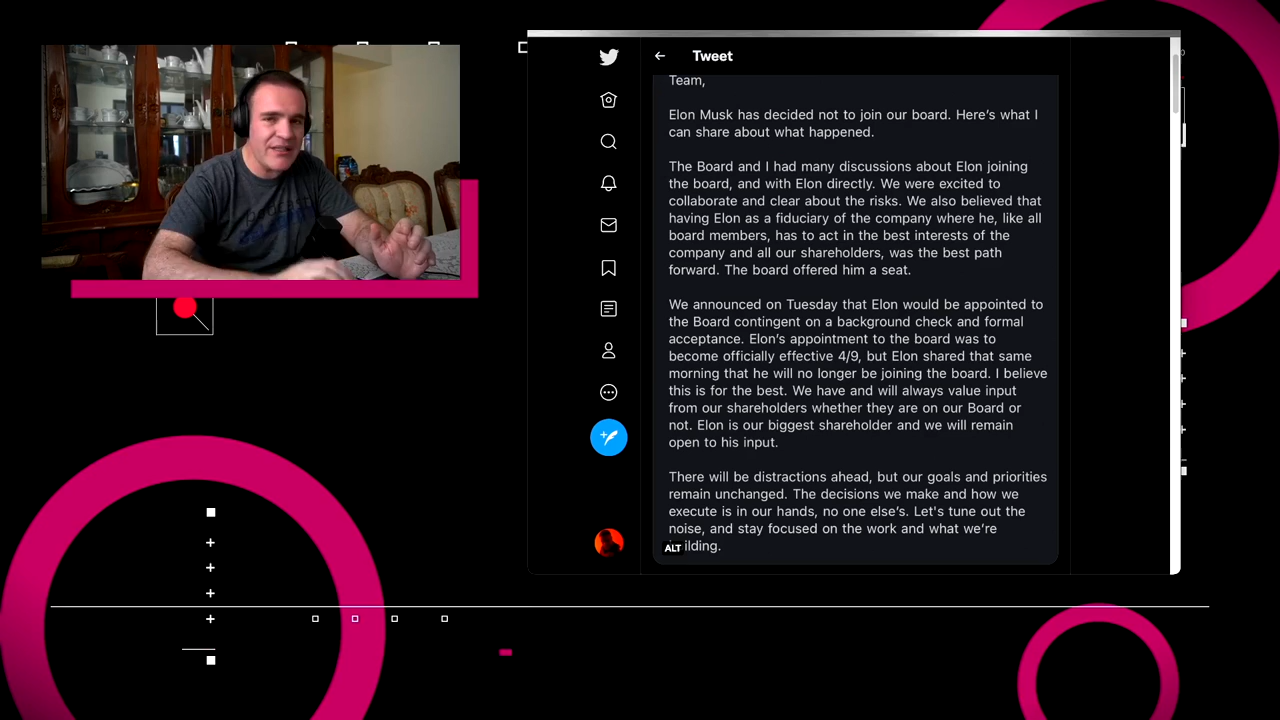 Tweet
Team,
Elon Musk has decided not to join our board. Here's what I
can share about what happened.
The Board and I had many discussions about Elon joining
the board, and with Elon directly. We were excited to
collaborate and clear about the risks. We also believed that
having Elon as a fiduciary of the company where he, like all
board members, has to act in the best interests of the
company and all our shareholders, was the best path
forward. The board offered him a seat.
We announced on Tuesday that Elon would be appointed to
the Board contingent on a background check and formal
acceptance. Elon's appointment to the board was to
become officially effective 4/9, but Elon shared that same
morning that he will no longer be joining the board. I believe
this is for the best. We have and will always value input
from our shareholders whether they are on our Board or
not. Elon is our biggest shareholder and we will remain
open to his input.
There will be distractions ahead, but our goals and priorities
remain unchanged. The decisions we make and how we
execute is in our hands, no one else's. Let's tune out the
noise, and stay focused on the work and what we're
ALT ilding.